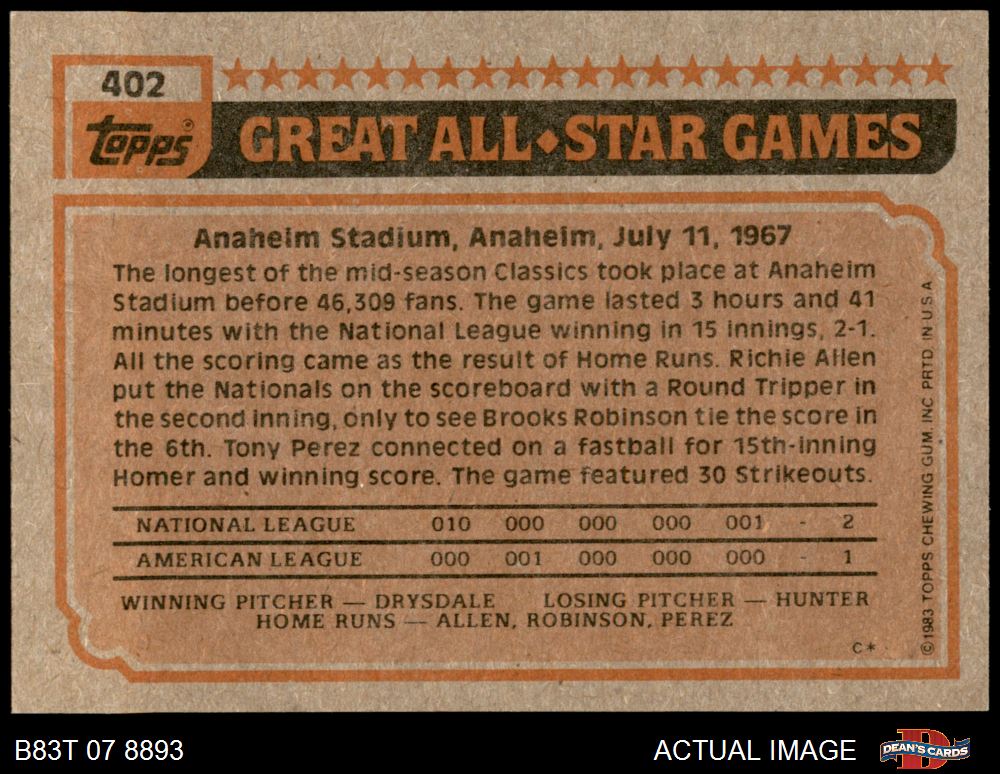 402
topps
GREAT ALL◆STAR GAMES
Anaheim Stadium, Anaheim, July 11, 1967
The longest of the mid-season Classics took place at Anaheim
Stadium before 46,309 fans. The game lasted 3 hours and 41
minutes with the National League winning in 15 innings, 2-1.
All the scoring came as the result of Home Runs. Richie Allen
put the Nationals on the scoreboard with a Round Tripper in
the second inning, only to see Brooks Robinson tie the score in
the 6th. Tony Perez connected on a fastball for 15th-inning
Homer and winning score. The game featured 30 Strikeouts.
NATIONAL LEAGUE 010 000 000 000 001 - 2
AMERICAN LEAGUE 000 001 000 000 000 - 1
WINNING PITCHER — DRYSDALE LOSING PITCHER — HUNTER
HOME RUNS — ALLEN, ROBINSON, PEREZ
C*
©1983 TOPPS CHEWING GUM, INC PRTD IN U.S.A
B83T 07 8893
ACTUAL IMAGE
DEAN'S CARDS